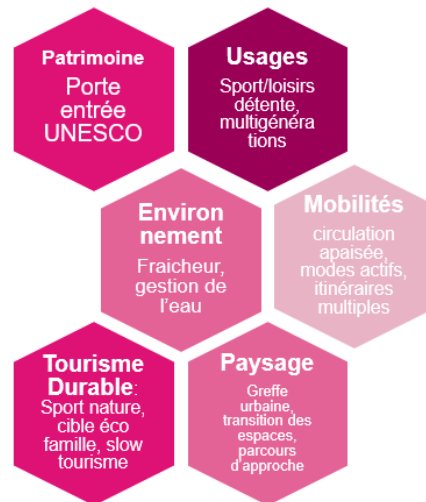 Patrimoine
Porte
entrée
UNESCO
Usages
Sport/loisirs
détente,
multigénéra
tions
Environ
nement
Fraicheur,
gestion de
l'eau
Mobilités
circulation
apaisée,
modes actifs,
itinéraires
multiples
Tourisme
Durable:
Sport nature,
cible éco
famille, slow
tourisme
Paysage
Greffe
urbaine,
transition des
espaces,
parcours
d'approche